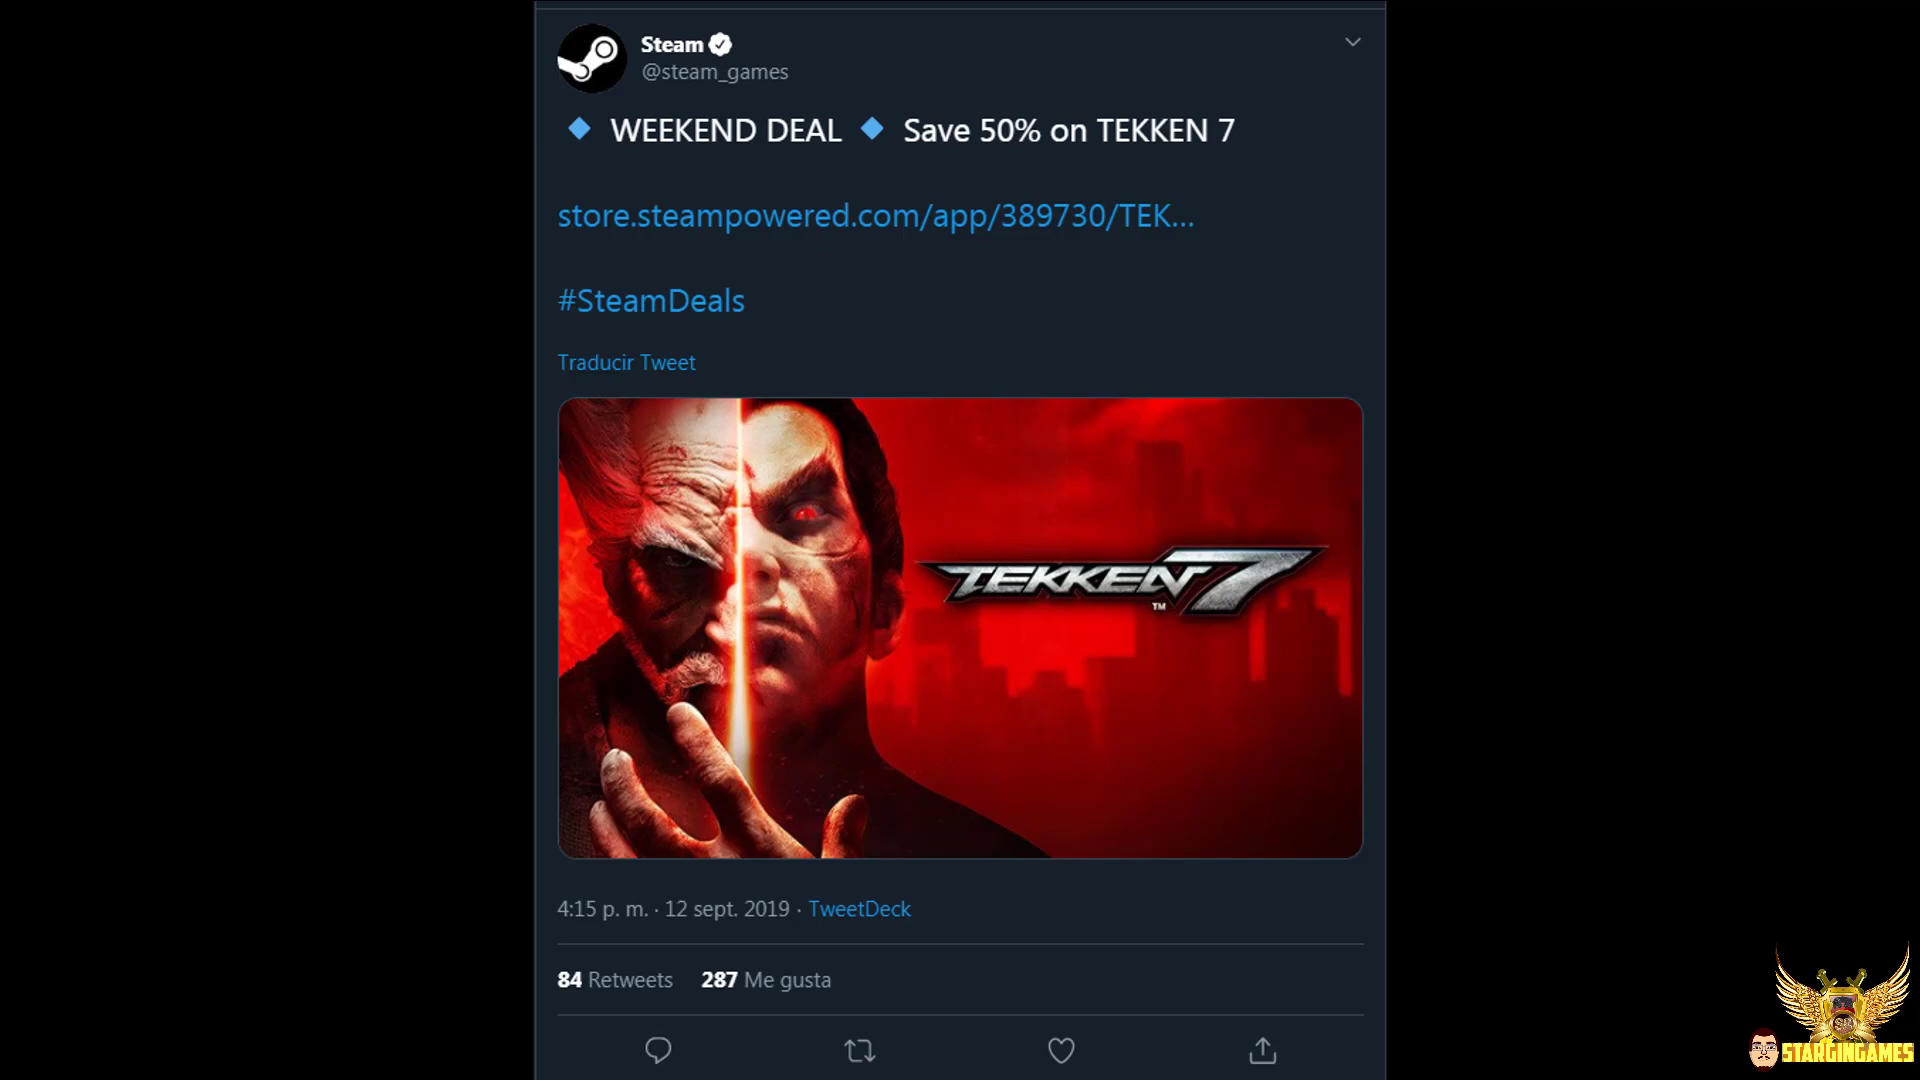 Steam
@steam_games
🔹 WEEKEND DEAL 🔹 Save 50% on TEKKEN 7
store.steampowered.com/app/389730/TEK...
#SteamDeals
Traducir Tweet
TEKKEN 7
TM
4:15 p. m. · 12 sept. 2019 · TweetDeck
84 Retweets 287 Me gusta
STARGINGAMES